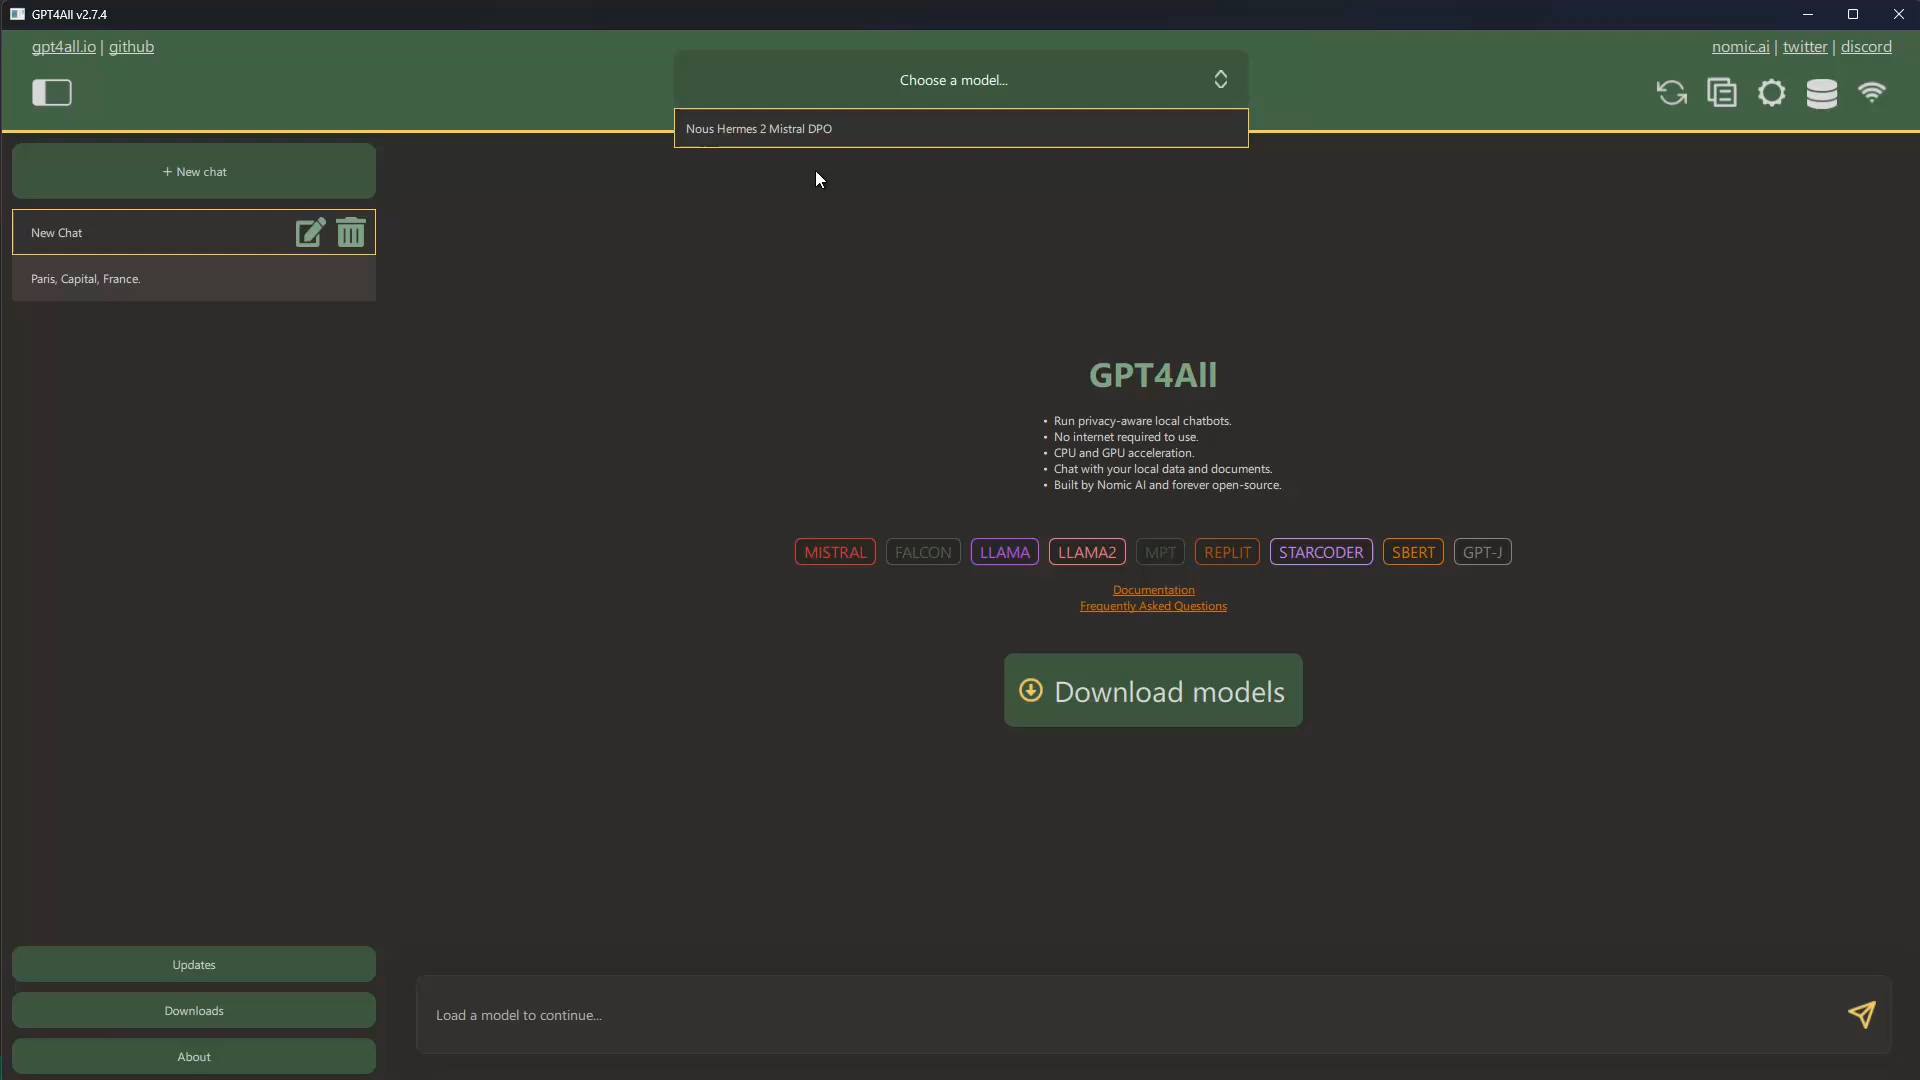 GPT4All v2.7.4
gpt4all.io | github
nomic.ai | twitter | discord
Choose a model...
Nous Hermes 2 Mistral DPO
+ New chat
New Chat
Paris, Capital, France.
GPT4All
• Run privacy-aware local chatbots.
• No internet required to use.
• CPU and GPU acceleration.
• Chat with your local data and documents.
• Built by Nomic AI and forever open-source.
MISTRAL FALCON LLAMA LLAMA2 MPT REPLIT STARCODER SBERT GPT-J
Documentation
Frequently Asked Questions
Download models
Updates
Downloads
About
Load a model to continue...